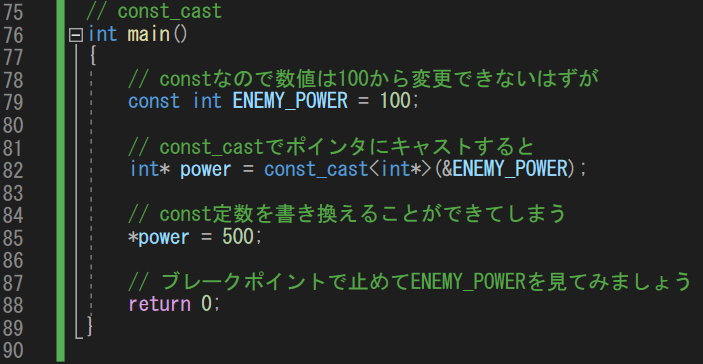 75 // const_cast
76 int main()
77 {
78 // constなので数値は100から変更できないはずが
79 const int ENEMY_POWER = 100;
80
81 // const_castでポインタにキャストすると
82 int* power = const_cast<int*>(&ENEMY_POWER);
83
84 // const定数を書き換えることができてしまう
85 *power = 500;
86
87 // ブレークポイントで止めてENEMY_POWERを見てみましょう
88 return 0;
89 }
90